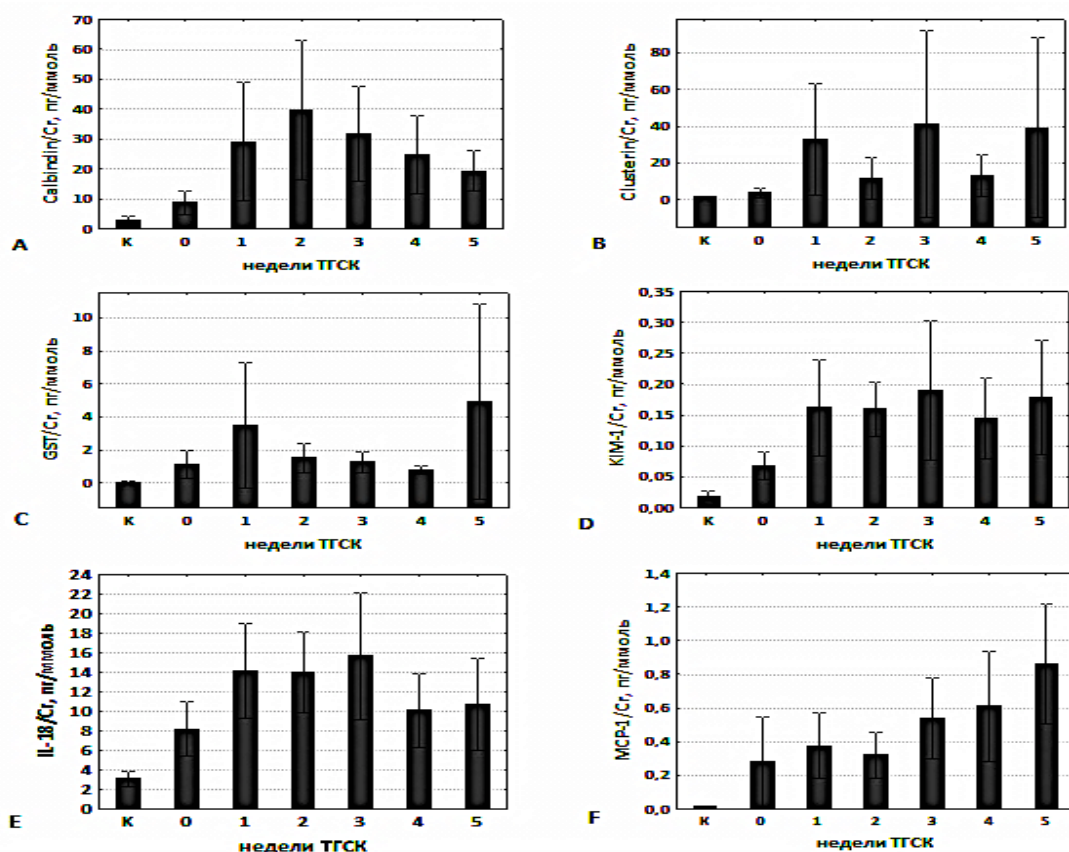 70
60
50
40
30
20
10
0
Calbindin/Cr, пг/ммоль
K 0 1 2 3 4 5
недели ТГСК
A
80
60
40
20
0
Clusterin/Cr, пг/ммоль
K 0 1 2 3 4 5
недели ТГСК
B
10
8
6
4
2
0
GST/Cr, пг/ммоль
K 0 1 2 3 4 5
недели ТГСК
C
0,35
0,30
0,25
0,20
0,15
0,10
0,05
0,00
KIM-1/Cr, пг/ммоль
K 0 1 2 3 4 5
недели ТГСК
D
24
22
20
18
16
14
12
10
8
6
4
2
0
IL-18/Cr, пг/ммоль
K 0 1 2 3 4 5
недели ТГСК
E
1,4
1,2
1,0
0,8
0,6
0,4
0,2
0,0
MCP-1/Cr, пг/ммоль
K 0 1 2 3 4 5
недели ТГСК
F